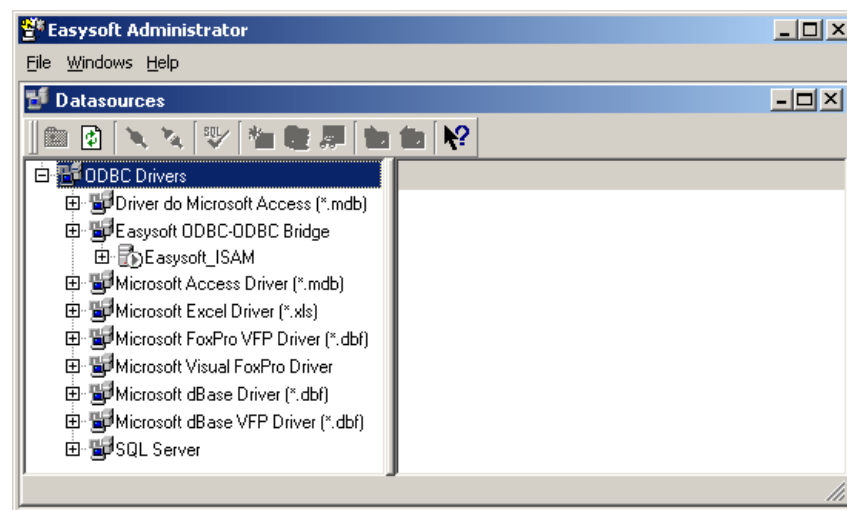 Easysoft Administrator
File Windows Help
Datasources
SQL
ODBC Drivers
Driver do Microsoft Access (*.mdb)
Easysoft ODBC-ODBC Bridge
Easysoft_ISAM
Microsoft Access Driver (*.mdb)
Microsoft Excel Driver (*.xls)
Microsoft FoxPro VFP Driver (*.dbf)
Microsoft Visual FoxPro Driver
Microsoft dBase Driver (*.dbf)
Microsoft dBase VFP Driver (*.dbf)
SQL Server